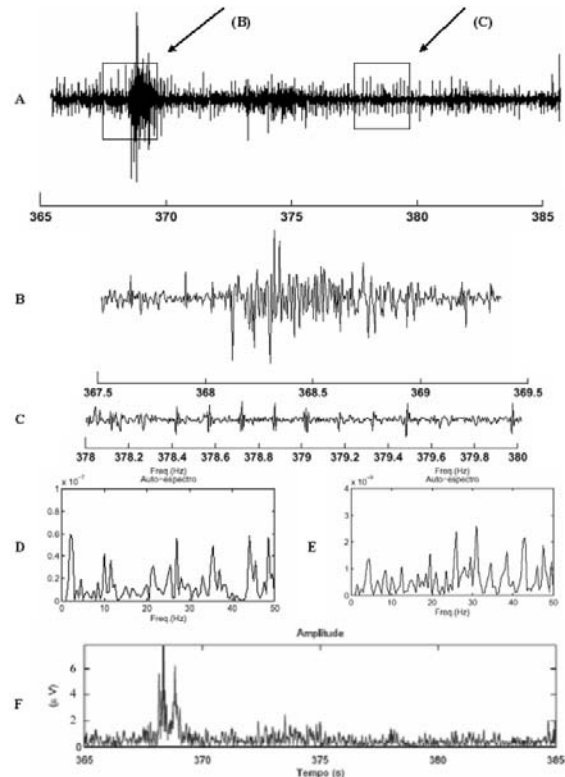 (B) (C)
A
365 370 375 380 385
B
367.5 368 368.5 369 369.5
C
378 378.2 378.4 378.6 378.8 379 379.2 379.4 379.6 379.8 380
Freq.(Hz) Freq.(Hz)
Auto-espectro Auto-espectro
1 4
0.8
0.6
0.4
0.2
0
3
2
1
0
D E
0 10 20 30 40 50 0 10 20 30 40 50
Freq.(Hz) Freq.(Hz)
Amplitude
F
(μ V)
6
4
2
0
365 370 375 380 385
Tempo (s)